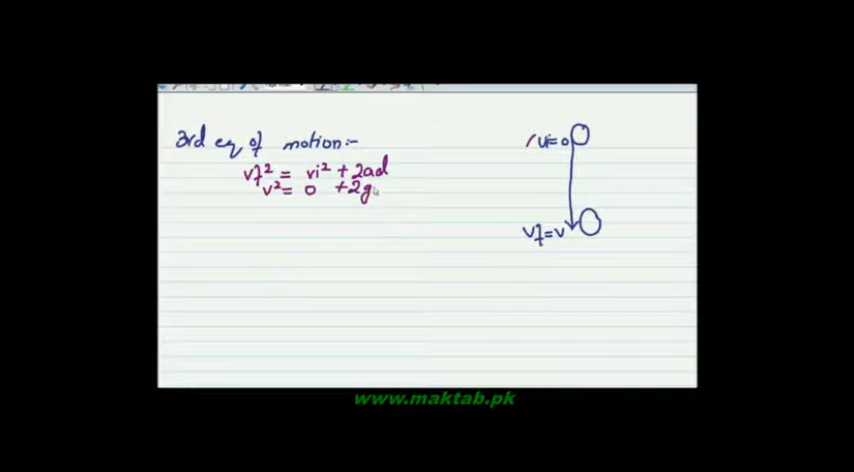 3rd eq of motion:-
vf² = vi² + 2ad
v² = 0 + 2g
vi=0
vf=v
www.maktab.pk